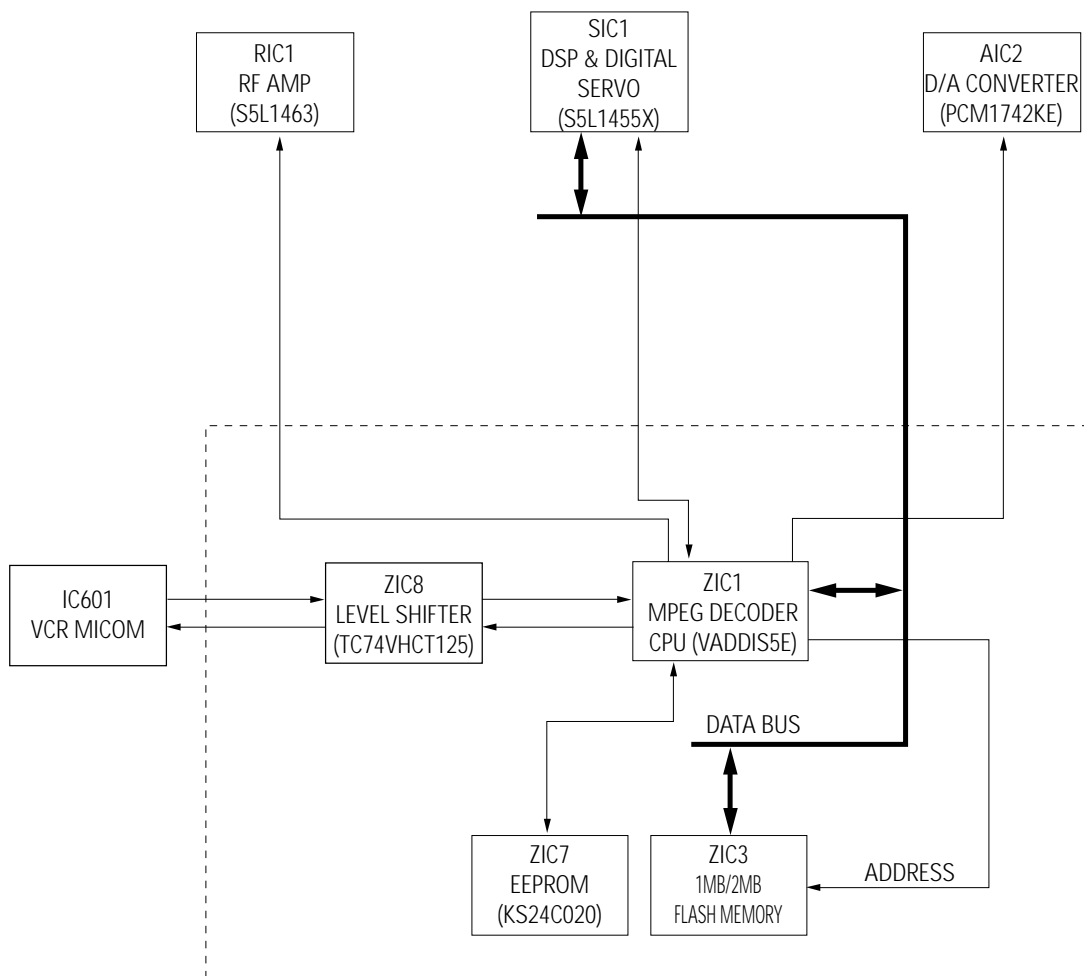 RIC1
RF AMP
(S5L1463)
SIC1
DSP & DIGITAL
SERVO
(S5L1455X)
AIC2
D/A CONVERTER
(PCM1742KE)
IC601
VCR MICOM
ZIC8
LEVEL SHIFTER
(TC74VHCT125)
ZIC1
MPEG DECODER
CPU (VADDIS5E)
DATA BUS
ZIC7
EEPROM
(KS24C020)
ZIC3
1MB/2MB
FLASH MEMORY
ADDRESS